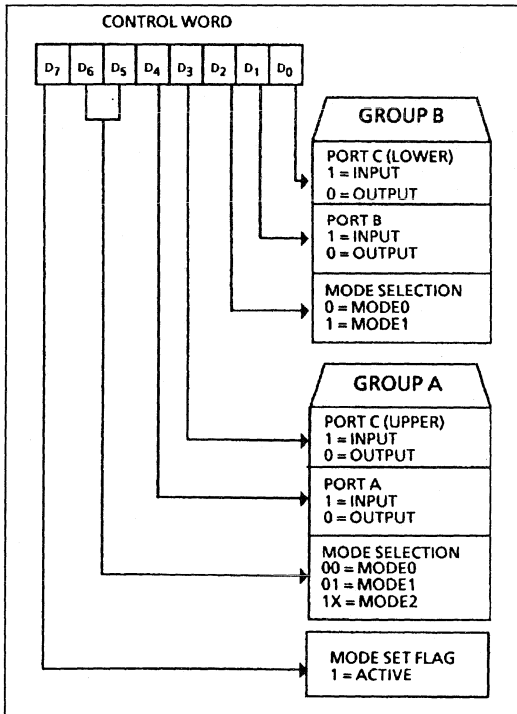 CONTROL WORD
D7 D6 D5 D4 D3 D2 D1 D0
GROUP B
PORT C (LOWER)
1 = INPUT
0 = OUTPUT
PORT B
1 = INPUT
0 = OUTPUT
MODE SELECTION
0 = MODE0
1 = MODE1
GROUP A
PORT C (UPPER)
1 = INPUT
0 = OUTPUT
PORT A
1 = INPUT
0 = OUTPUT
MODE SELECTION
00 = MODE0
01 = MODE1
1X = MODE2
MODE SET FLAG
1 = ACTIVE